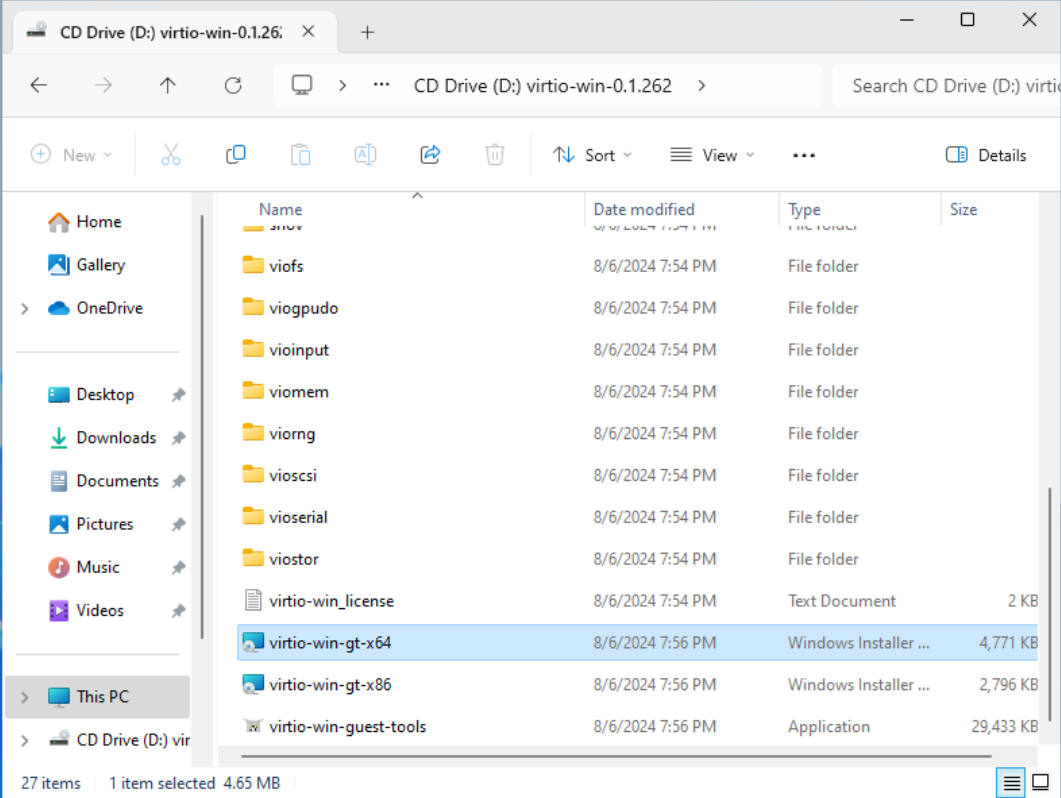 CD Drive (D:) virtio-win-0.1.262
CD Drive (D:) virtio-win-0.1.262
Search CD Drive (D:)
New
Sort
View
Details
Name Date modified Type Size
Home
Gallery
OneDrive
Desktop
Downloads
Documents
Pictures
Music
Videos
This PC
CD Drive (D:) vir
8/6/2024 7:54 PM File folder
viofs 8/6/2024 7:54 PM File folder
viogpudo 8/6/2024 7:54 PM File folder
vioinput 8/6/2024 7:54 PM File folder
viomem 8/6/2024 7:54 PM File folder
viorng 8/6/2024 7:54 PM File folder
vioscsi 8/6/2024 7:54 PM File folder
vioserial 8/6/2024 7:54 PM File folder
viostor 8/6/2024 7:54 PM File folder
virtio-win_license 8/6/2024 7:54 PM Text Document 2 KB
virtio-win-gt-x64 8/6/2024 7:56 PM Windows Installer ... 4,771 KB
virtio-win-gt-x86 8/6/2024 7:56 PM Windows Installer ... 2,796 KB
virtio-win-guest-tools 8/6/2024 7:56 PM Application 29,433 KB
27 items 1 item selected 4.65 MB